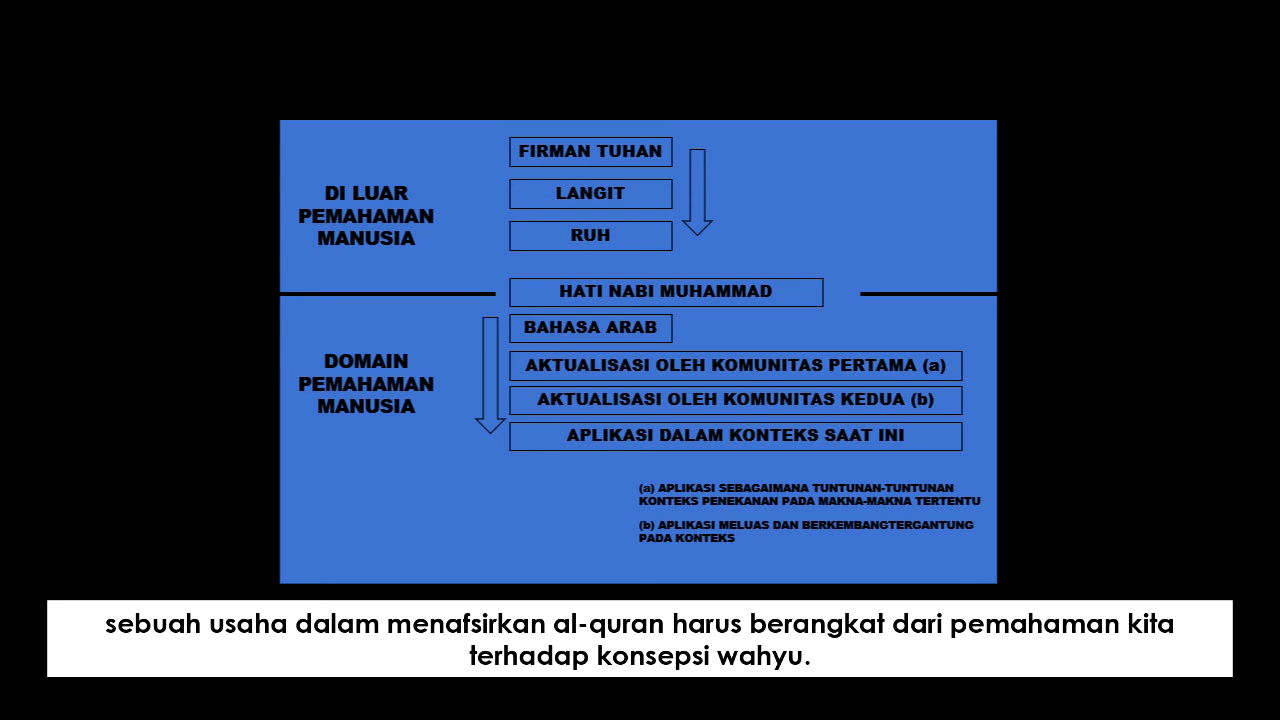 FIRMAN TUHAN
LANGIT
RUH
DI LUAR
PEMAHAMAN
MANUSIA
HATI NABI MUHAMMAD
BAHASA ARAB
AKTUALISASI OLEH KOMUNITAS PERTAMA (a)
AKTUALISASI OLEH KOMUNITAS KEDUA (b)
APLIKASI DALAM KONTEKS SAAT INI
DOMAIN
PEMAHAMAN
MANUSIA
(a) APLIKASI SEBAGAIMANA TUNTUNAN-TUNTUNAN
KONTEKS PENEKANAN PADA MAKNA-MAKNA TERTENTU
(b) APLIKASI MELUAS DAN BERKEMBANGTERGANTUNG
PADA KONTEKS
sebuah usaha dalam menafsirkan al-quran harus berangkat dari pemahaman kita
terhadap konsepsi wahyu.